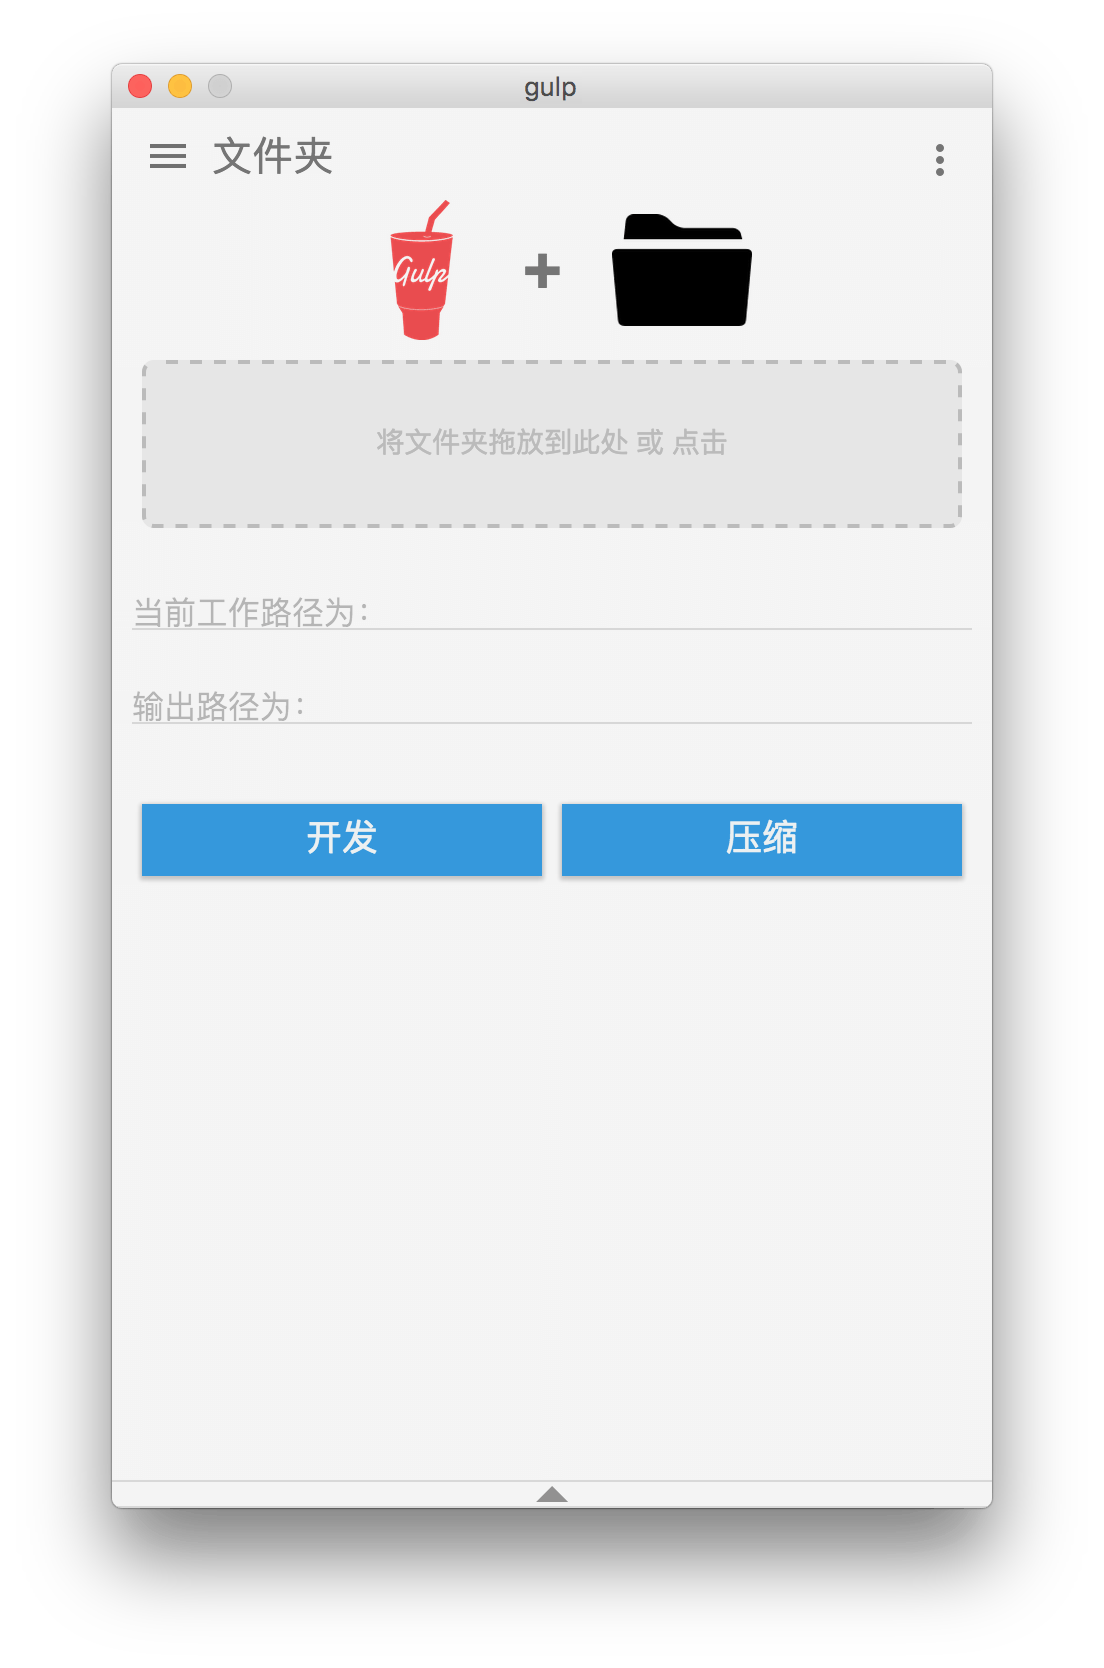 gulp
文件夹
Gulp
将文件夹拖放到此处 或 点击
当前工作路径为：
输出路径为：
开发
压缩